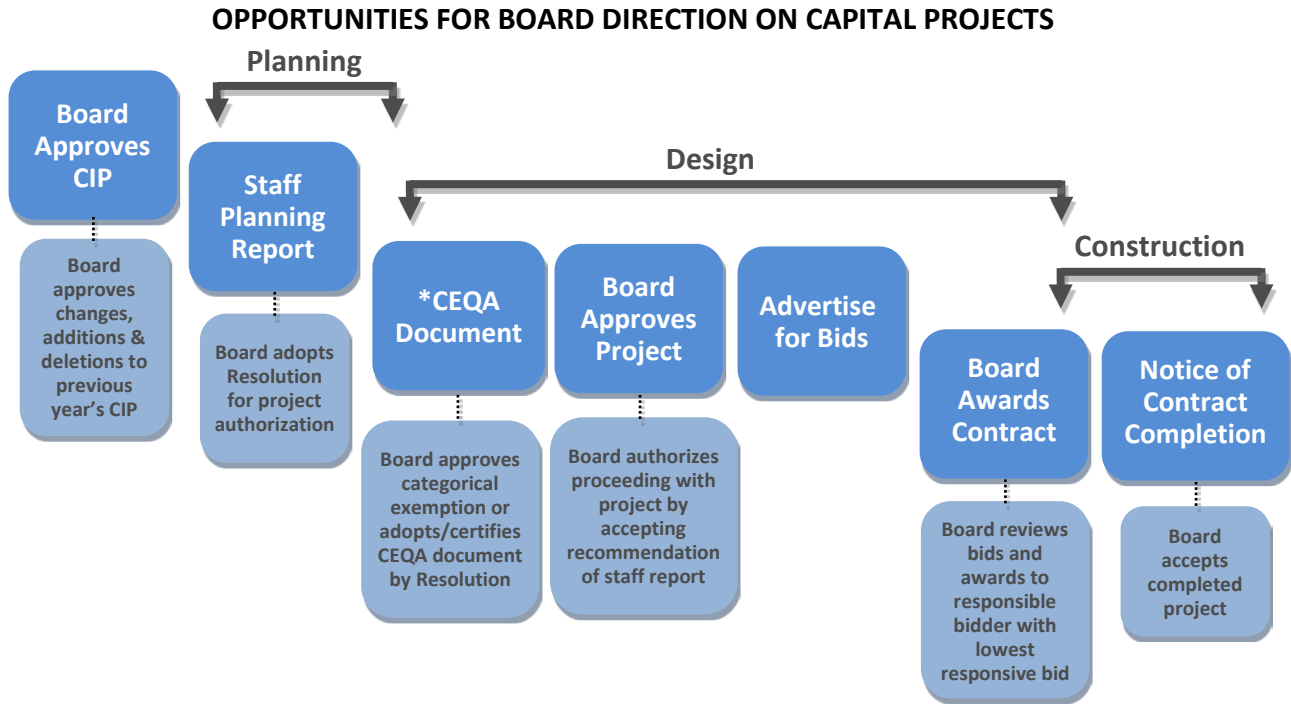 OPPORTUNITIES FOR BOARD DIRECTION ON CAPITAL PROJECTS
Planning
Board
Approves
CIP
Board
approves
changes,
additions &
deletions to
previous
year's CIP
Staff
Planning
Report
Board adopts
Resolution
for project
authorization
Design
*CEQA
Document
Board approves
categorical
exemption or
adopts/certifies
CEQA document
by Resolution
Board
Approves
Project
Board authorizes
proceeding with
project by
accepting
recommendation
of staff report
Advertise
for Bids
Construction
Board
Awards
Contract
Board reviews
bids and
awards to
responsible
bidder with
lowest
responsive bid
Notice of
Contract
Completion
Board
accepts
completed
project